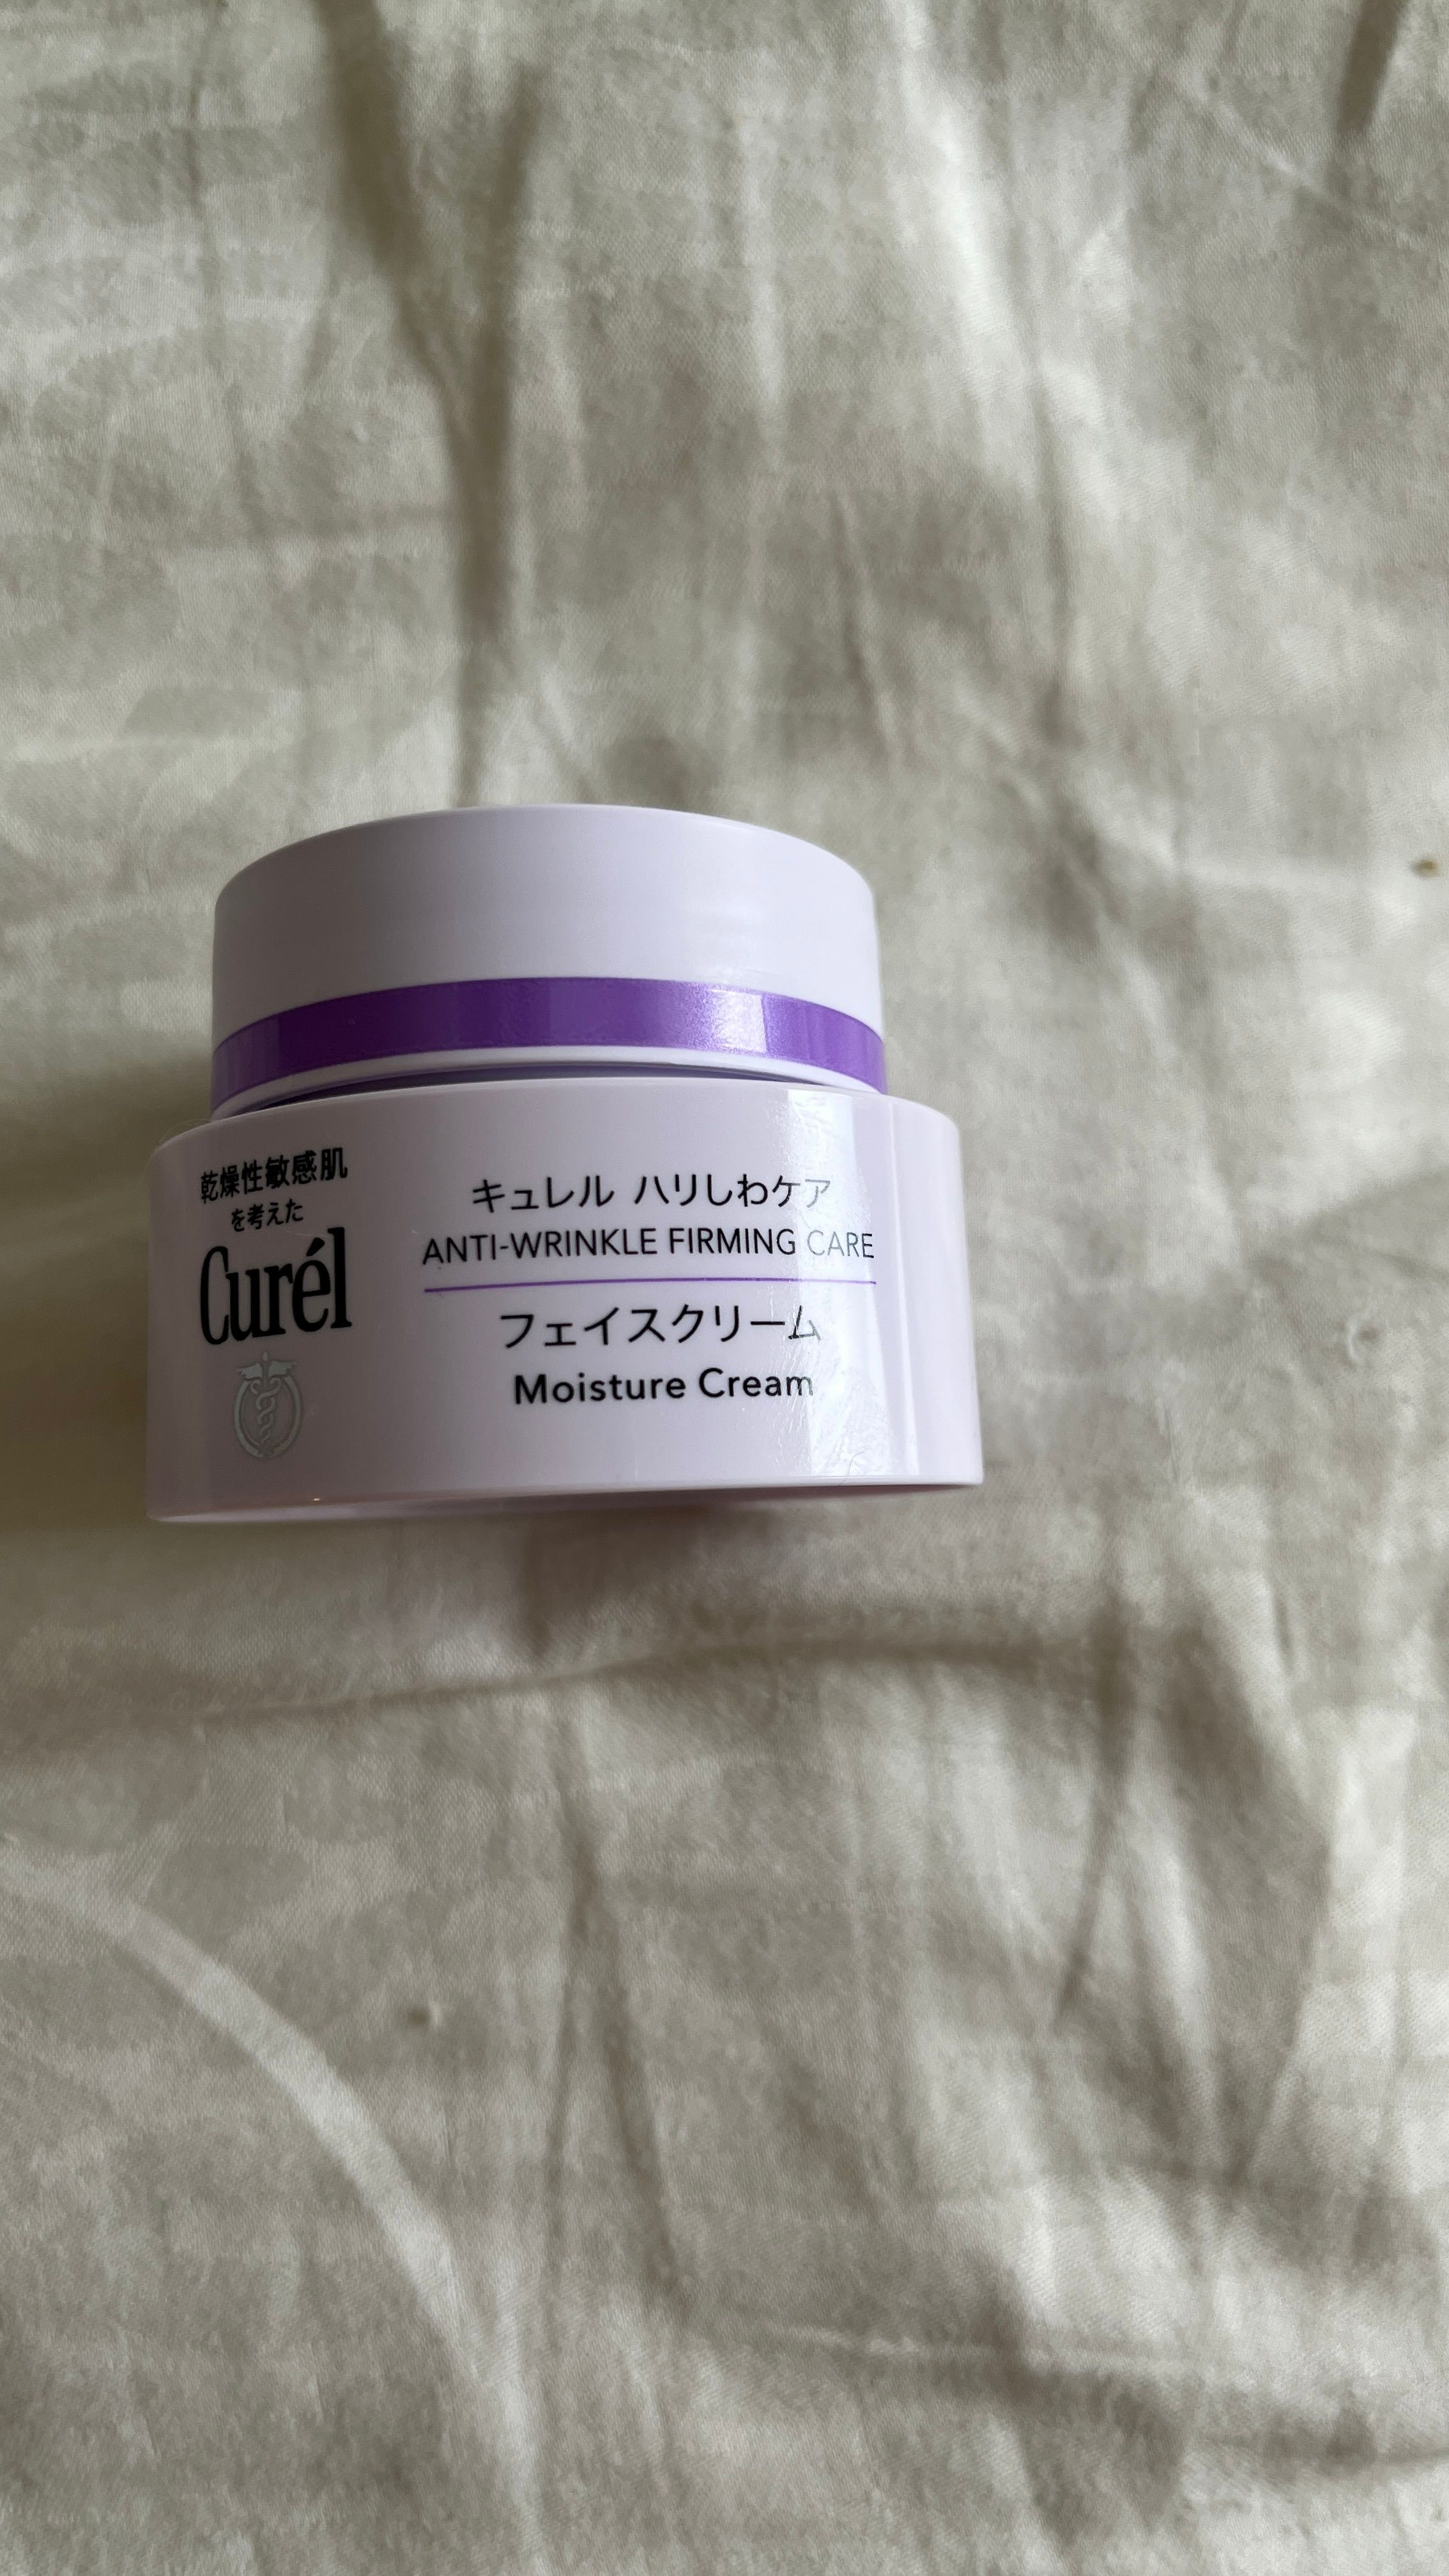 乾燥性敏感肌
を考えた
Curél
キュレル ハリしわケア
ANTI-WRINKLE FIRMING CARE
フェイスクリーム
Moisture Cream